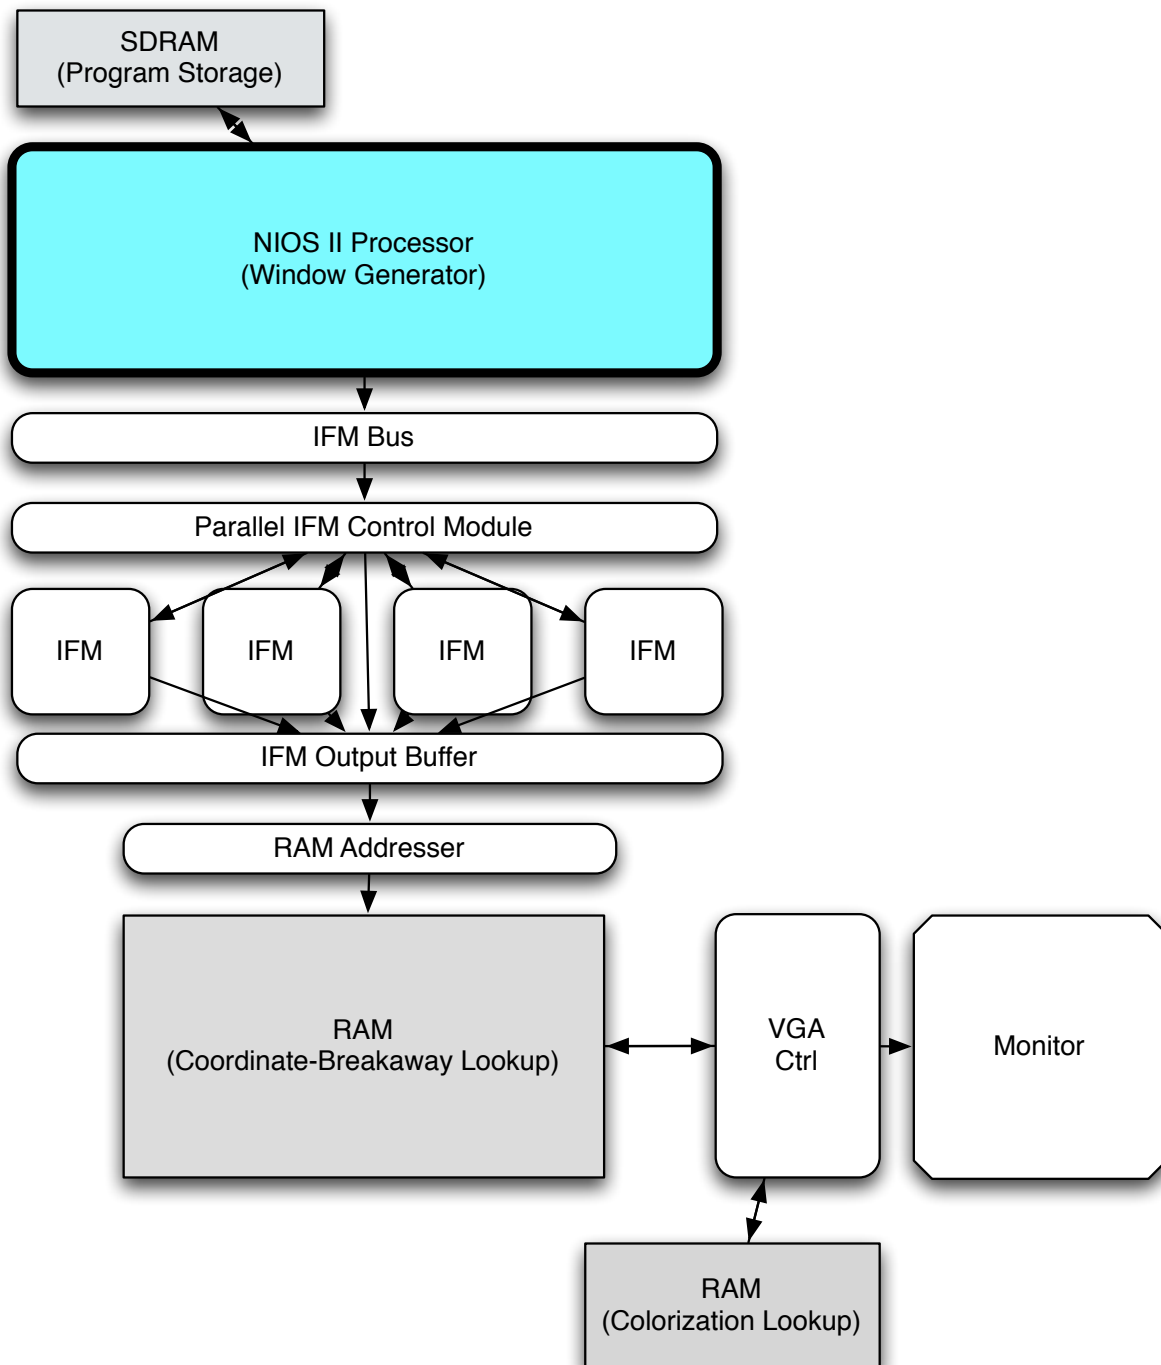 SDRAM
(Program Storage)
NIOS II Processor
(Window Generator)
IFM Bus
Parallel IFM Control Module
IFM
IFM
IFM
IFM
IFM Output Buffer
RAM Addresser
RAM
(Coordinate-Breakaway Lookup)
VGA
Ctrl
Monitor
RAM
(Colorization Lookup)